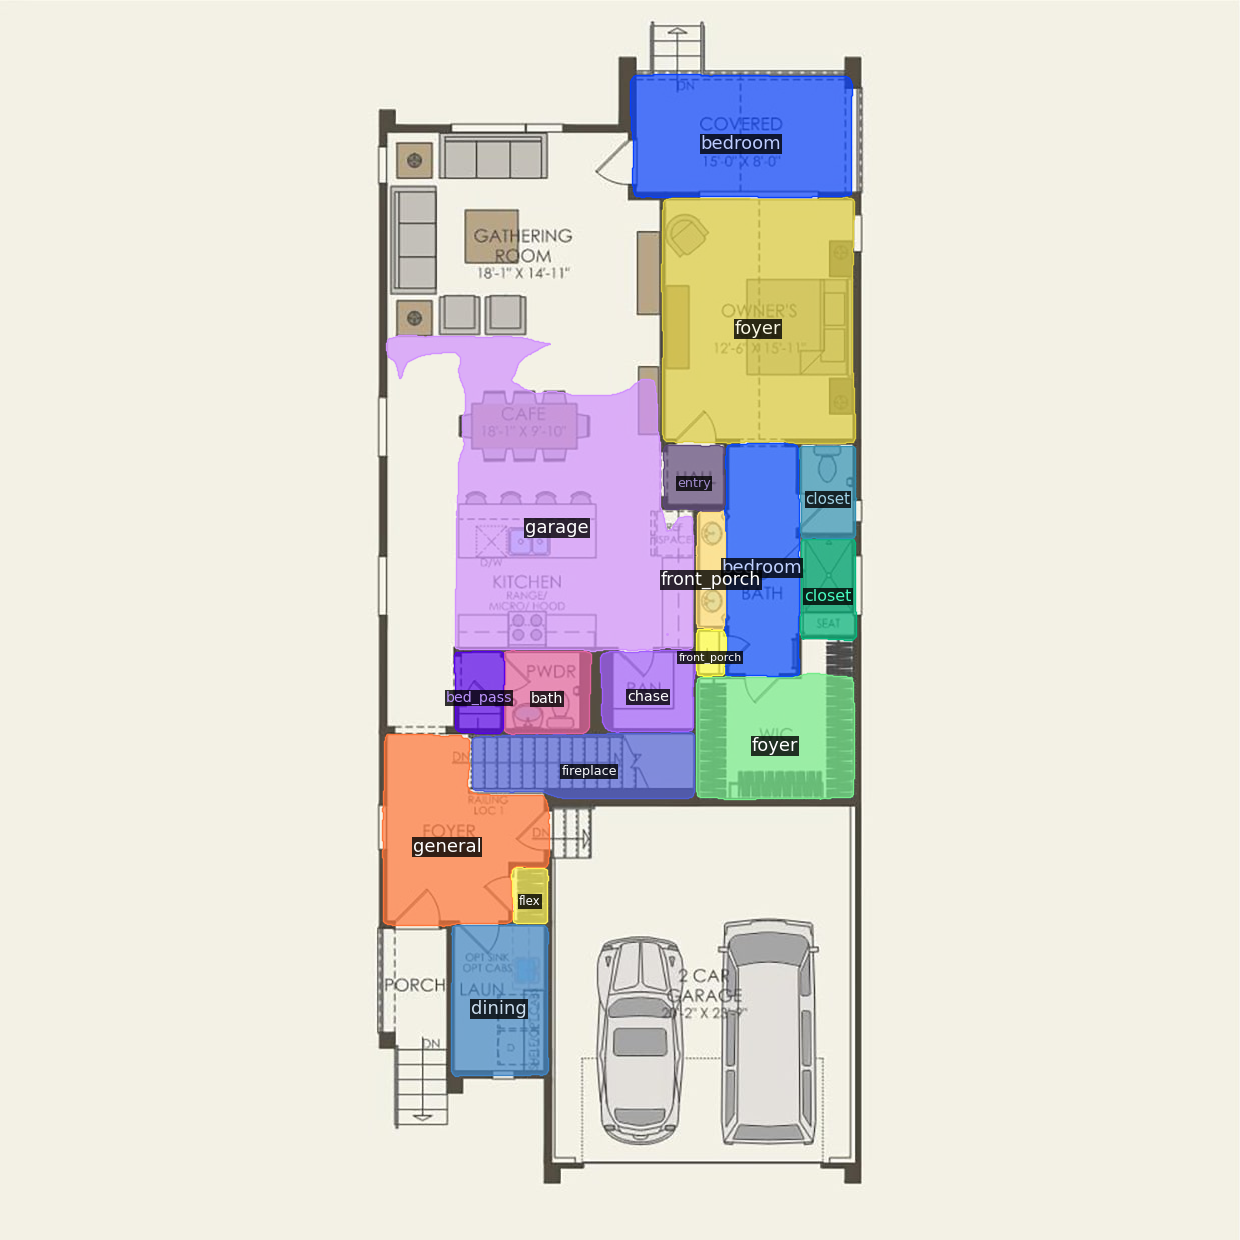 DN
COVERED
bedroom
15'-0" X 8'-0"
GATHERING
ROOM
18'-1" X 14'-11"
OWNER'S
foyer
12'-6" X 15'-11"
CAFE
18'-1" X 9'-10"
entry
closet
garage
REF
SPACE
D/W
bedroom
front_porch
KITCHEN
RANGE/
MICRO/ HOOD
BATH
closet
SEAT
front_porch
PWDR
bed_pass
bath
PAN
chase
WIC
foyer
DN
fireplace
RAILING
LOC 1
FOYER
general
DN
flex
OPT SINK
OPT CABS
PORCH
LAUN
dining
2 CAR
GARAGE
20'-2" X 23'-9"
DN
D